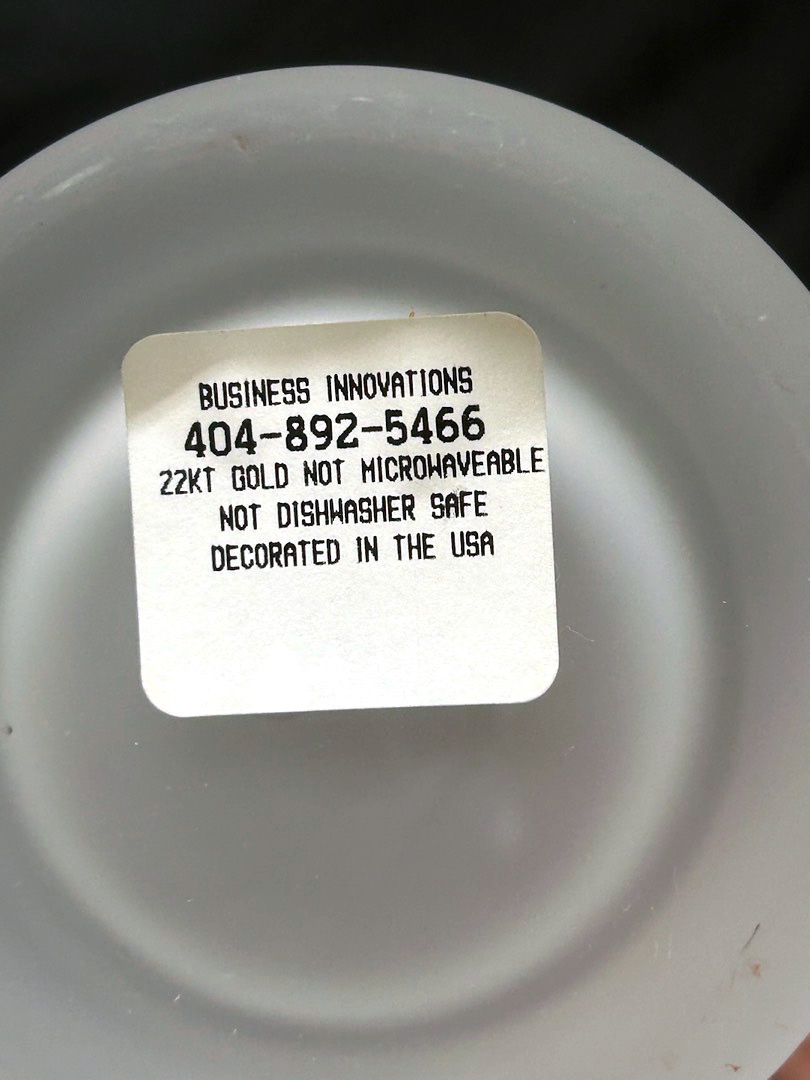 BUSINESS INNOVATIONS
404-892-5466
22KT GOLD NOT MICROWAVEABLE
NOT DISHWASHER SAFE
DECORATED IN THE USA